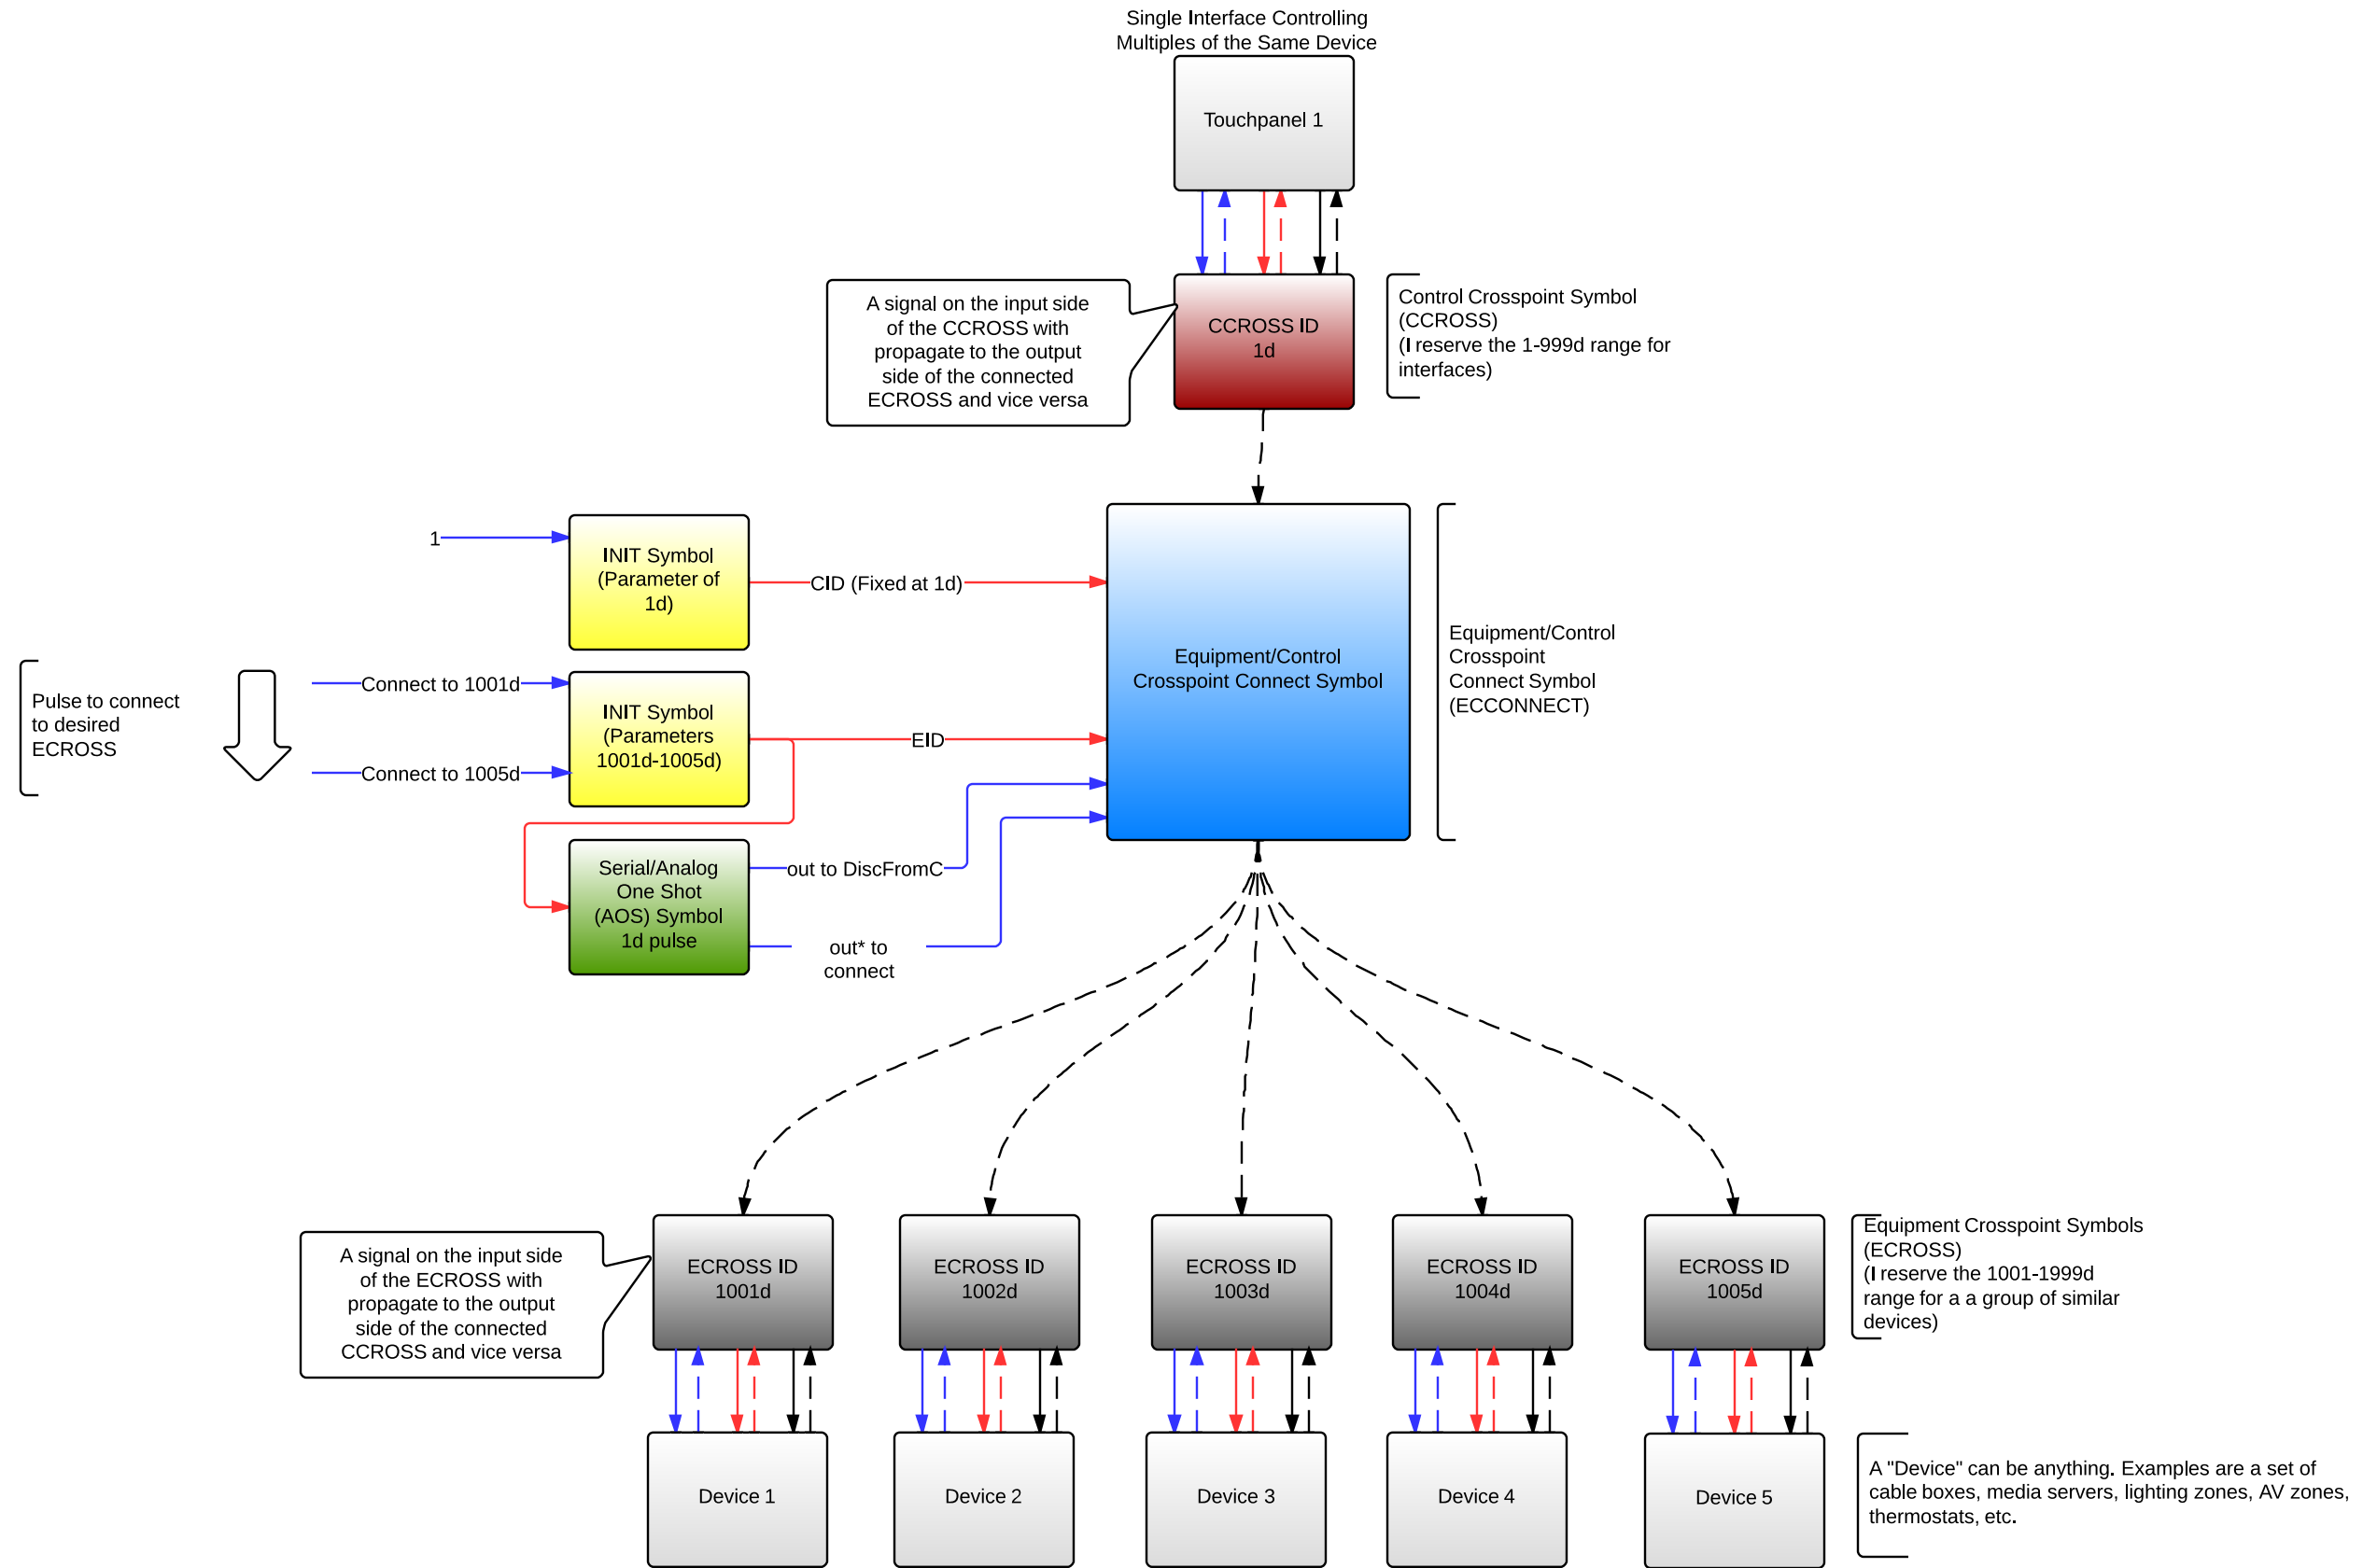 Single Interface Controlling
Multiples of the Same Device
Touchpanel 1
A signal on the input side
of the CCROSS with
propagate to the output
side of the connected
ECROSS and vice versa
CCROSS ID
1d
Control Crosspoint Symbol
(CCROSS)
(I reserve the 1-999d range for
interfaces)
1
INIT Symbol
(Parameter of
1d)
CID (Fixed at 1d)
Equipment/Control
Crosspoint Connect Symbol
Equipment/Control
Crosspoint
Connect Symbol
(ECCONNECT)
Pulse to connect
to desired
ECROSS
Connect to 1001d
Connect to 1005d
INIT Symbol
(Parameters
1001d-1005d)
EID
Serial/Analog
One Shot
(AOS) Symbol
1d pulse
out to DiscFromC
out* to
connect
A signal on the input side
of the ECROSS with
propagate to the output
side of the connected
CCROSS and vice versa
ECROSS ID
1001d
ECROSS ID
1002d
ECROSS ID
1003d
ECROSS ID
1004d
ECROSS ID
1005d
Equipment Crosspoint Symbols
(ECROSS)
(I reserve the 1001-1999d
range for a a group of similar
devices)
Device 1
Device 2
Device 3
Device 4
Device 5
A "Device" can be anything. Examples are a set of
cable boxes, media servers, lighting zones, AV zones,
thermostats, etc.